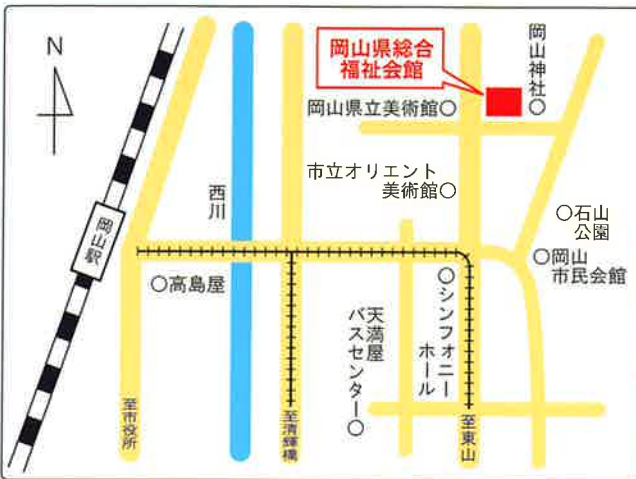 N
岡山県総合
福祉会館
岡山神社
岡山県立美術館
市立オリエント
美術館
西川
石山
公園
岡山駅
岡山
市民会館
高島屋
シンフォニー
ホール
天満屋
バスセンター
至市役所
至清輝橋
至東山